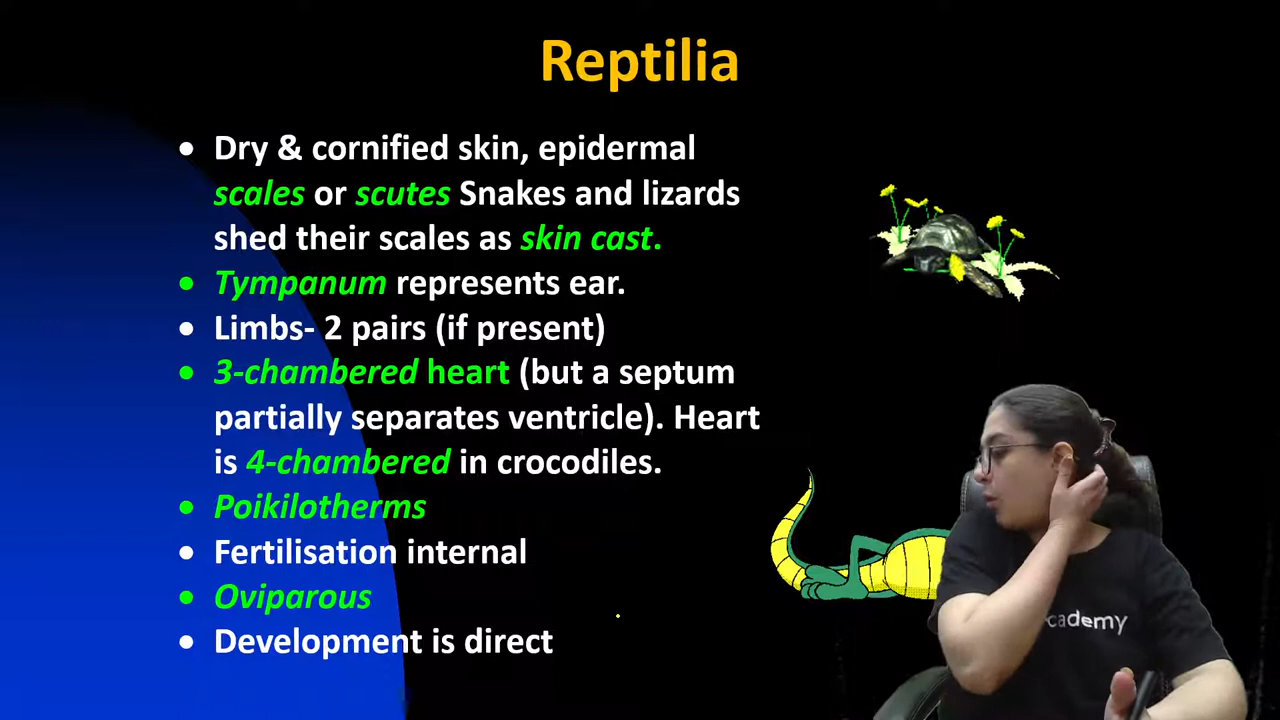 Reptilia
• Dry & cornified skin, epidermal
scales or scutes Snakes and lizards
shed their scales as skin cast.
• Tympanum represents ear.
• Limbs- 2 pairs (if present)
• 3-chambered heart (but a septum
partially separates ventricle). Heart
is 4-chambered in crocodiles.
• Poikilotherms
• Fertilisation internal
• Oviparous
• Development is direct
cademy